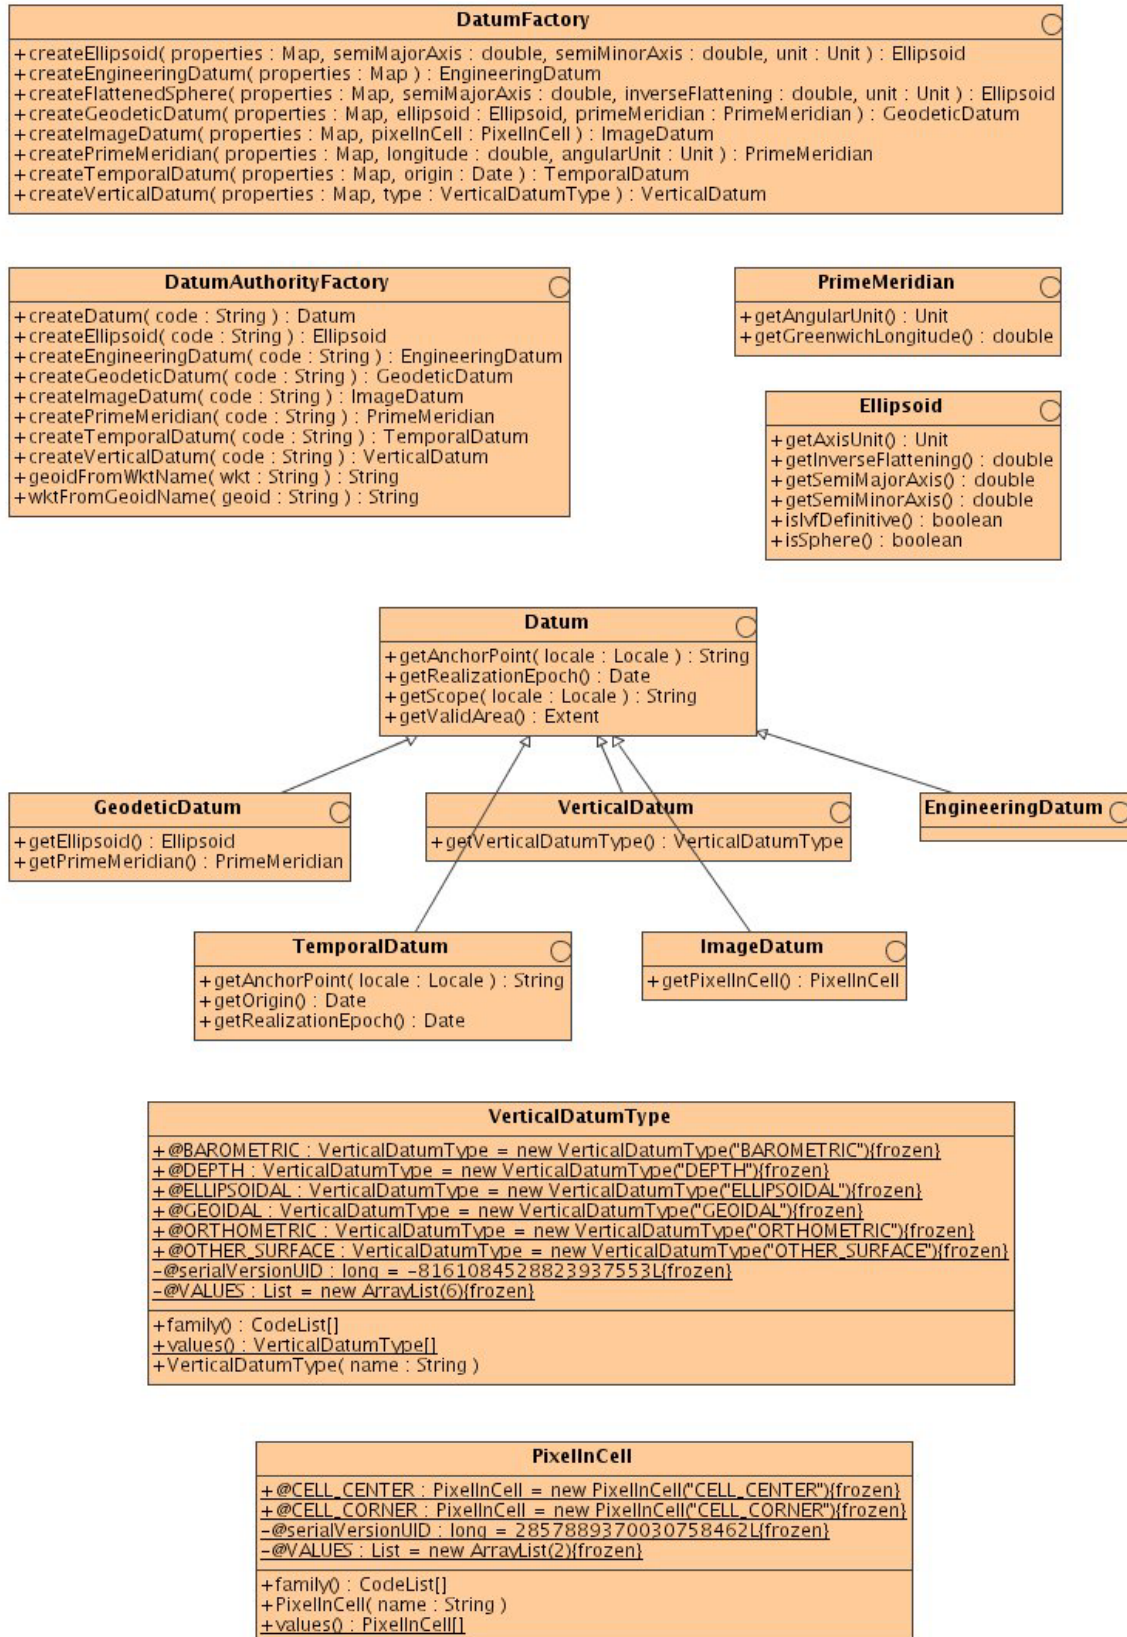 DatumFactory
+createEllipsoid( properties : Map, semiMajorAxis : double, semiMinorAxis : double, unit : Unit ) : Ellipsoid
+createEngineeringDatum( properties : Map ) : EngineeringDatum
+createFlattenedSphere( properties : Map, semiMajorAxis : double, inverseFlattening : double, unit : Unit ) : Ellipsoid
+createGeodeticDatum( properties : Map, ellipsoid : Ellipsoid, primeMeridian : PrimeMeridian ) : GeodeticDatum
+createImageDatum( properties : Map, pixelInCell : PixelInCell ) : ImageDatum
+createPrimeMeridian( properties : Map, longitude : double, angularUnit : Unit ) : PrimeMeridian
+createTemporalDatum( properties : Map, origin : Date ) : TemporalDatum
+createVerticalDatum( properties : Map, type : VerticalDatumType ) : VerticalDatum
DatumAuthorityFactory
+createDatum( code : String ) : Datum
+createEllipsoid( code : String ) : Ellipsoid
+createEngineeringDatum( code : String ) : EngineeringDatum
+createGeodeticDatum( code : String ) : GeodeticDatum
+createImageDatum( code : String ) : ImageDatum
+createPrimeMeridian( code : String ) : PrimeMeridian
+createTemporalDatum( code : String ) : TemporalDatum
+createVerticalDatum( code : String ) : VerticalDatum
+geoidFromWktName( wkt : String ) : String
+wktFromGeoidName( geoid : String ) : String
PrimeMeridian
+getAngularUnit() : Unit
+getGreenwichLongitude() : double
Ellipsoid
+getAxisUnit() : Unit
+getInverseFlattening() : double
+getSemiMajorAxis() : double
+getSemiMinorAxis() : double
+isIvfDefinitive() : boolean
+isSphere() : boolean
Datum
+getAnchorPoint( locale : Locale ) : String
+getRealizationEpoch() : Date
+getScope( locale : Locale ) : String
+getValidArea() : Extent
GeodeticDatum
+getEllipsoid() : Ellipsoid
+getPrimeMeridian() : PrimeMeridian
VerticalDatum
+getVerticalDatumType() : VerticalDatumType
EngineeringDatum
TemporalDatum
+getAnchorPoint( locale : Locale ) : String
+getOrigin() : Date
+getRealizationEpoch() : Date
ImageDatum
+getPixelInCell() : PixelInCell
VerticalDatumType
+@BAROMETRIC : VerticalDatumType = new VerticalDatumType("BAROMETRIC"){frozen}
+@DEPTH : VerticalDatumType = new VerticalDatumType("DEPTH"){frozen}
+@ELLIPSOIDAL : VerticalDatumType = new VerticalDatumType("ELLIPSOIDAL"){frozen}
+@GEOIDAL : VerticalDatumType = new VerticalDatumType("GEOIDAL"){frozen}
+@ORTHOMETRIC : VerticalDatumType = new VerticalDatumType("ORTHOMETRIC"){frozen}
+@OTHER_SURFACE : VerticalDatumType = new VerticalDatumType("OTHER_SURFACE"){frozen}
-@serialVersionUID : long = -8161084528823937553L{frozen}
-@VALUES : List = new ArrayList(6){frozen}
+family() : CodeList[]
+values() : VerticalDatumType[]
+VerticalDatumType( name : String )
PixelInCell
+@CELL_CENTER : PixelInCell = new PixelInCell("CELL_CENTER"){frozen}
+@CELL_CORNER : PixelInCell = new PixelInCell("CELL_CORNER"){frozen}
-@serialVersionUID : long = 2857889370030758462L{frozen}
-@VALUES : List = new ArrayList(2){frozen}
+family() : CodeList[]
+PixelInCell( name : String )
+values() : PixelInCell[]